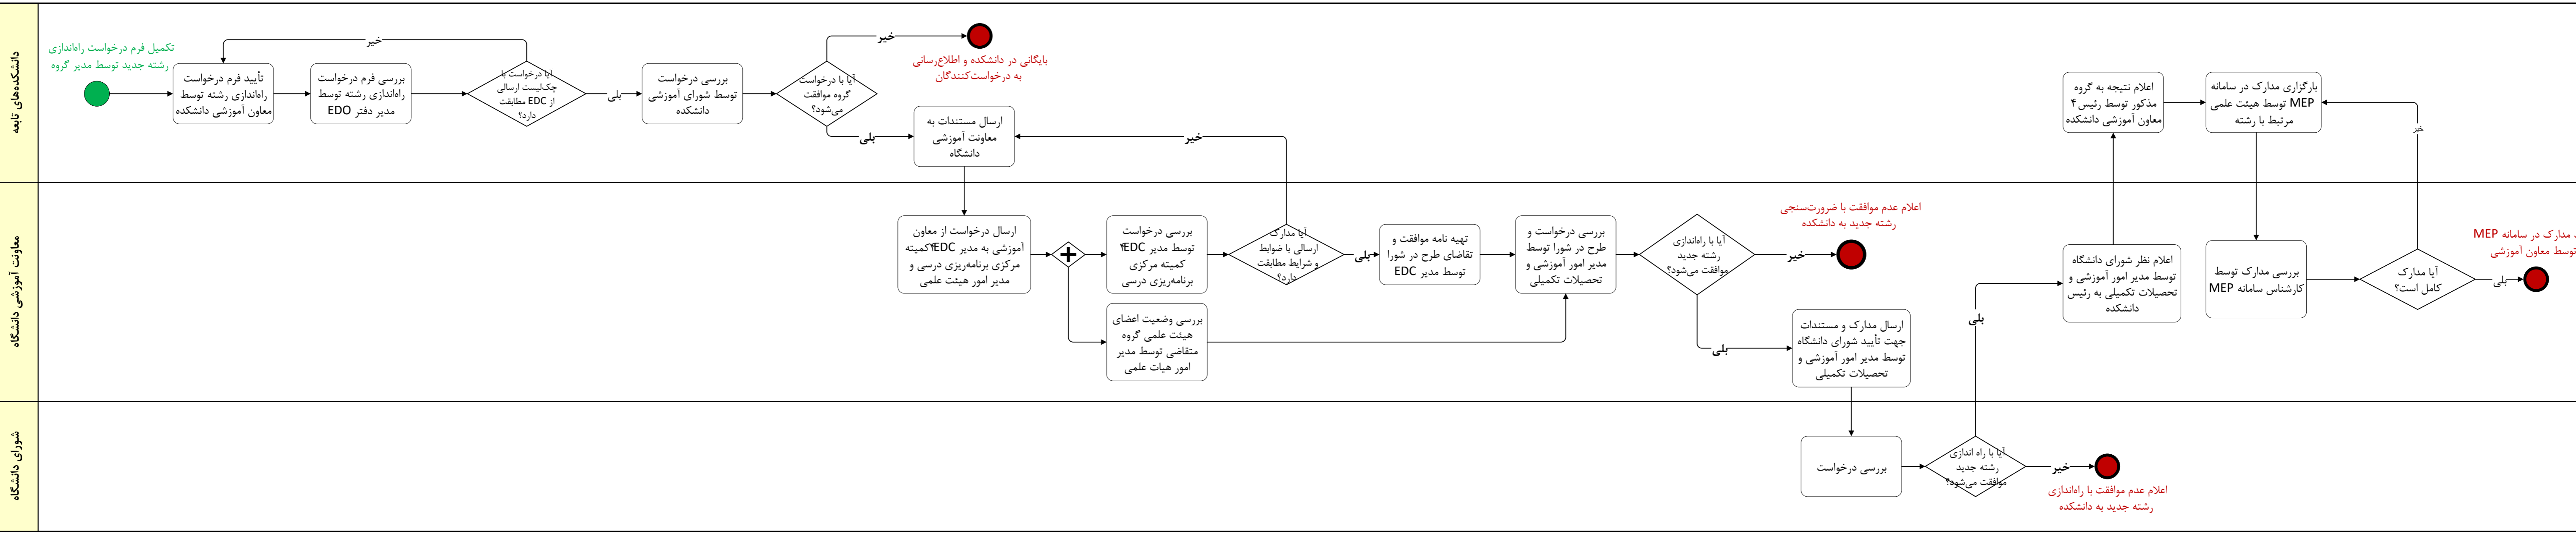 دانشکده‌های تابعه
تکمیل فرم درخواست راه‌اندازی
رشته جدید توسط مدیر گروه
تأیید فرم درخواست
راه‌اندازی رشته توسط
معاون آموزشی دانشکده
بررسی فرم درخواست
راه‌اندازی رشته توسط
مدیر دفتر EDO
خیر
آیا درخواست با
چک‌لیست ارسالی
از EDC مطابقت
دارد؟
بلی
بررسی درخواست
توسط شورای آموزشی
دانشکده
آیا با درخواست
گروه موافقت
می‌شود؟
خیر
بایگانی در دانشکده و اطلاع‌رسانی
به درخواست‌کنندگان
بلی
ارسال مستندات به
معاونت آموزشی
دانشگاه
خیر
اعلام نتیجه به گروه
مذکور توسط رئیس۴
معاون آموزشی دانشکده
بارگزاری مدارک در سامانه
MEP توسط هیئت علمی
مرتبط با رشته
خیر
معاونت آموزشی دانشگاه
ارسال درخواست از معاون
آموزشی به مدیر EDC۴کمیته
مرکزی برنامه‌ریزی درسی و
مدیر امور هیئت علمی
بررسی درخواست
توسط مدیر EDC۴
کمیته مرکزی
برنامه‌ریزی درسی
بررسی وضعیت اعضای
هیئت علمی گروه
متقاضی توسط مدیر
امور هیات علمی
آیا مدارک
ارسالی با ضوابط
و شرایط مطابقت
دارد؟
بلی
تهیه نامه موافقت و
تقاضای طرح در شورا
توسط مدیر EDC
بررسی درخواست و
طرح در شورا توسط
مدیر امور آموزشی و
تحصیلات تکمیلی
آیا با راه‌اندازی
رشته جدید
موافقت می‌شود؟
خیر
اعلام عدم موافقت با ضرورت‌سنجی
رشته جدید به دانشکده
بلی
ارسال مدارک و مستندات
جهت تأیید شورای دانشگاه
توسط مدیر امور آموزشی و
تحصیلات تکمیلی
بلی
اعلام نظر شورای دانشگاه
توسط مدیر امور آموزشی و
تحصیلات تکمیلی به رئیس
دانشکده
بررسی مدارک توسط
کارشناس سامانه MEP
آیا مدارک
کامل است؟
بلی
مدارک در سامانه MEP
توسط معاون آموزشی
شورای دانشگاه
بررسی درخواست
آیا با راه اندازی
رشته جدید
موافقت می‌شود؟
خیر
اعلام عدم موافقت با راه‌اندازی
رشته جدید به دانشکده